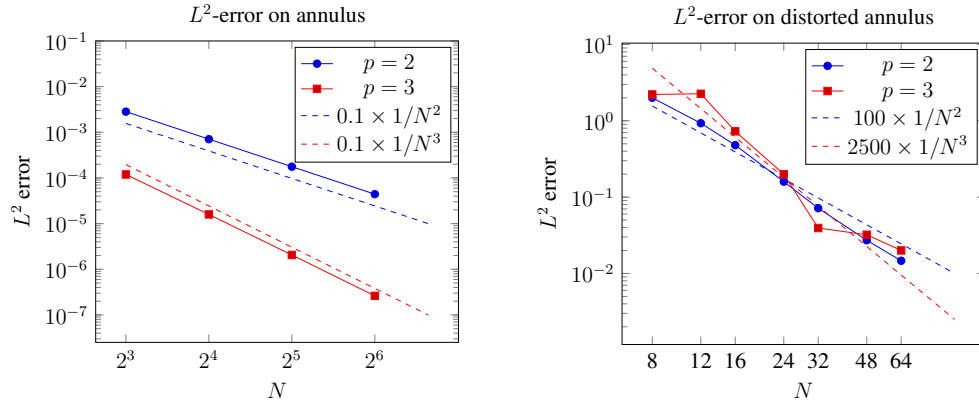 L²-error on annulus
10⁻¹
10⁻²
10⁻³
10⁻⁴
10⁻⁵
10⁻⁶
10⁻⁷
L² error
2³ 2⁴ 2⁵ 2⁶
N
p = 2
p = 3
0.1 × 1/N²
0.1 × 1/N³
L²-error on distorted annulus
10¹
10⁰
10⁻¹
10⁻²
L² error
8 12 16 24 32 48 64
N
p = 2
p = 3
100 × 1/N²
2500 × 1/N³